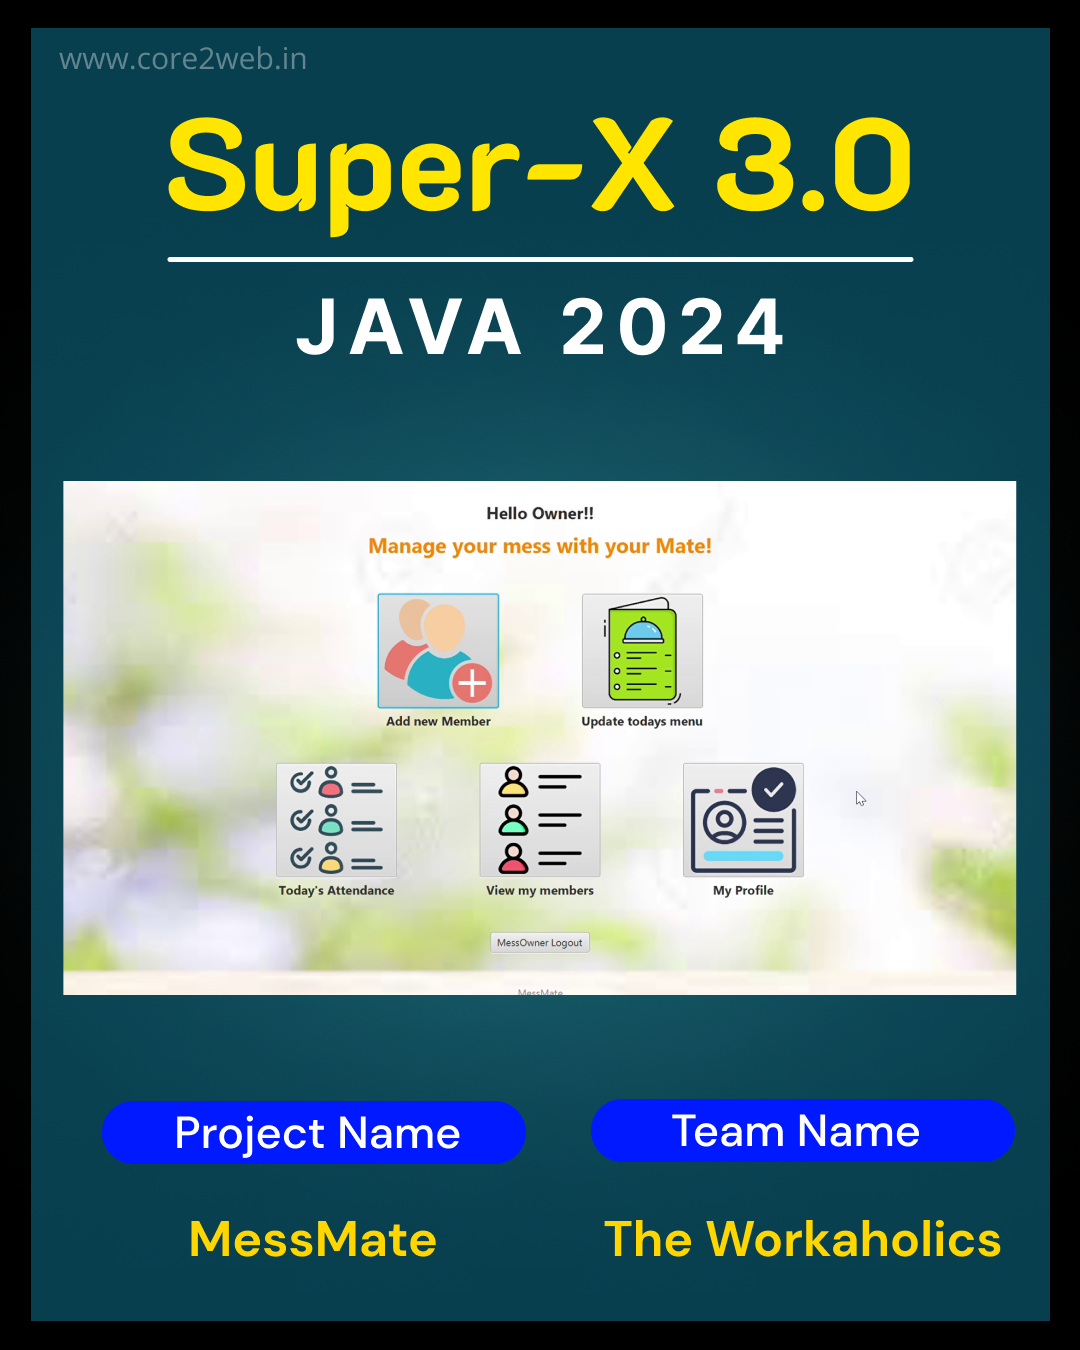 www.core2web.in
Super-X 3.0
JAVA 2024
Hello Owner!!
Manage your mess with your Mate!
Add new Member
Update todays menu
Today's Attendance
View my members
My Profile
MessOwner Logout
MessMate
Project Name
Team Name
MessMate
The Workaholics